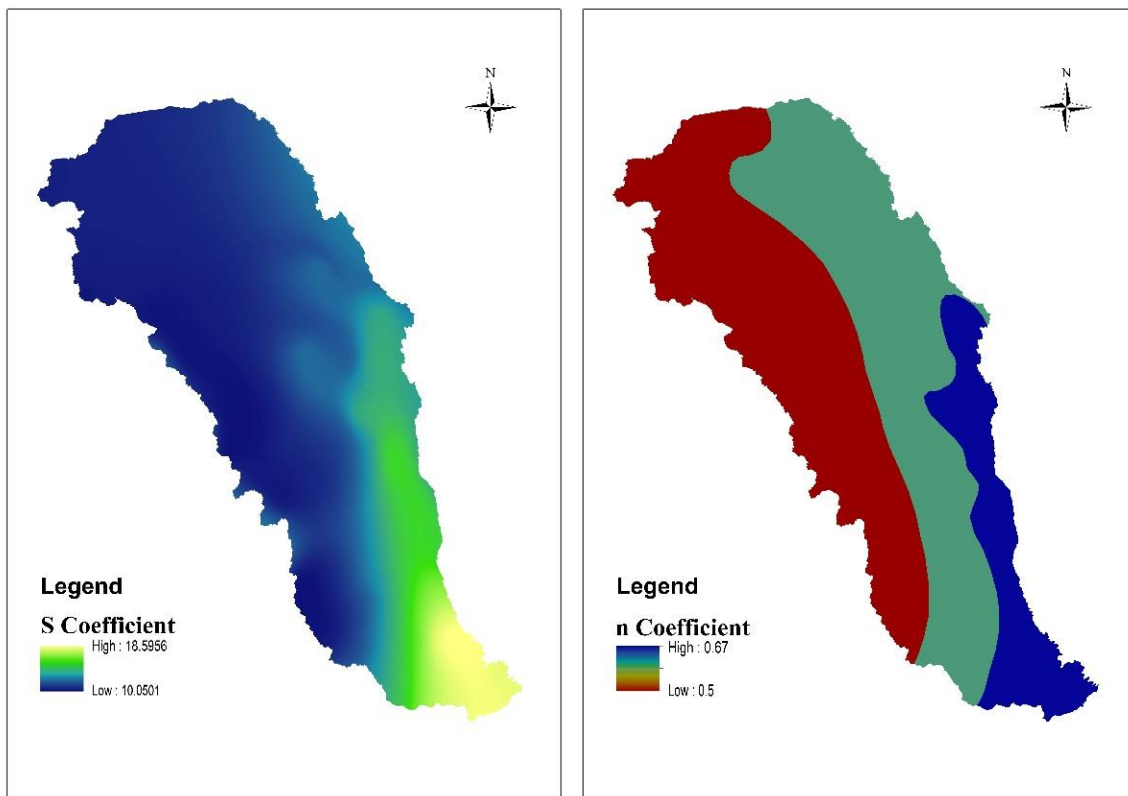 N
Legend
S Coefficient
High : 18.5956
Low : 10.0501
N
Legend
n Coefficient
High : 0.67
Low : 0.5